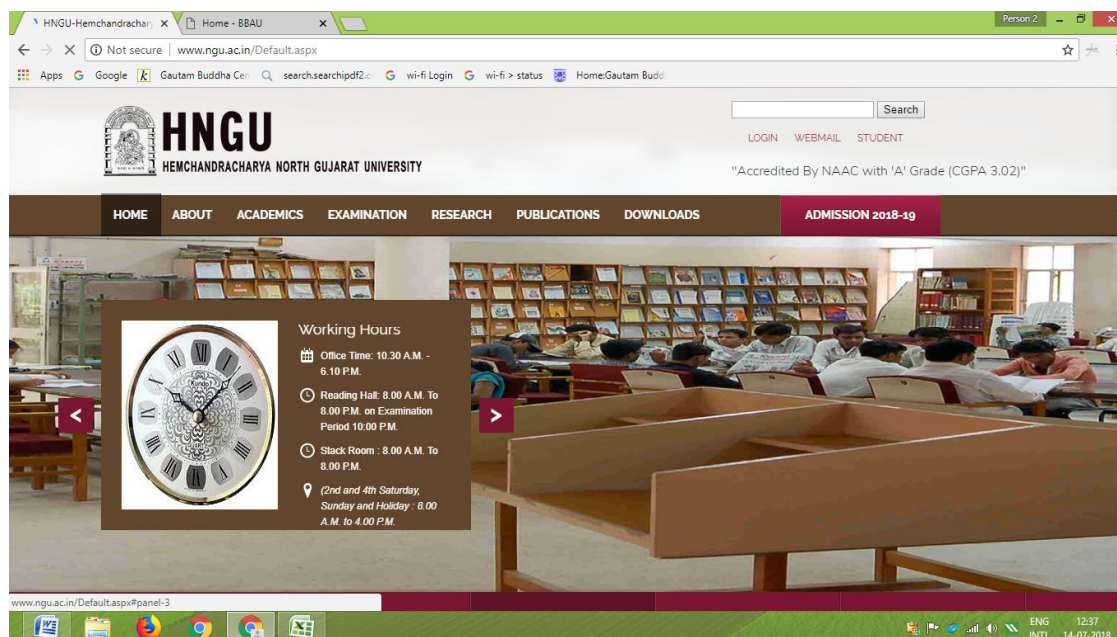 HNGU-Hemchandrachary
Home - BBAU
Person 2
Not secure | www.ngu.ac.in/Default.aspx
Apps
Google
Gautam Buddha Cen
search.searchipdf2.c
wi-fi Login
wi-fi > status
Home:Gautam Budd
HNGU
HEMCHANDRACHARYA NORTH GUJARAT UNIVERSITY
Search
LOGIN WEBMAIL STUDENT
"Accredited By NAAC with 'A' Grade (CGPA 3.02)"
HOME ABOUT ACADEMICS EXAMINATION RESEARCH PUBLICATIONS DOWNLOADS ADMISSION 2018-19
Working Hours
Office Time: 10.30 A.M. -
6.10 P.M.
Reading Hall: 8.00 A.M. To
8.00 P.M. on Examination
Period 10:00 P.M.
Stack Room : 8.00 A.M. To
8.00 P.M.
(2nd and 4th Saturday,
Sunday and Holiday : 8.00
A.M. to 4.00 P.M.
Kundo
www.ngu.ac.in/Default.aspx#panel-3
ENG 12:37
INTL 14-07-2018